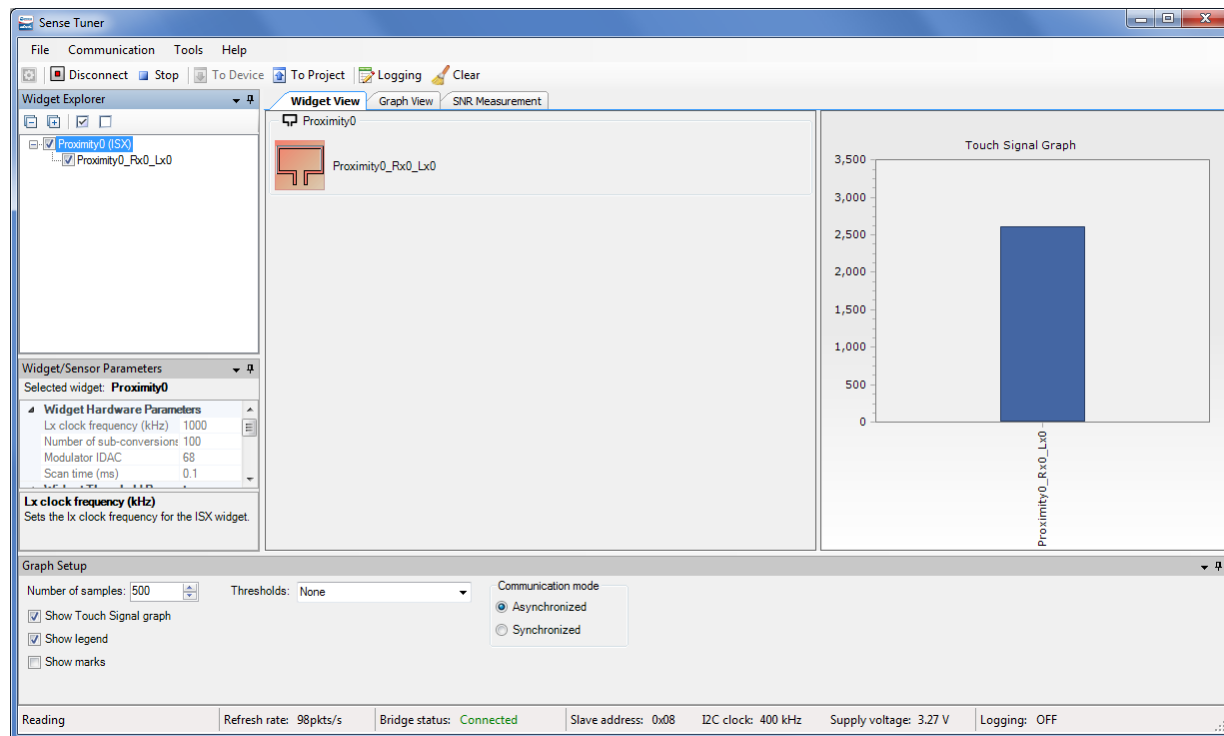 Sense Tuner
File Communication Tools Help
Disconnect Stop To Device To Project Logging Clear
Widget Explorer
Proximity0 (ISX)
Proximity0_Rx0_Lx0
Widget/Sensor Parameters
Selected widget: Proximity0
Widget Hardware Parameters
Lx clock frequency (kHz) 1000
Number of sub-conversions 100
Modulator IDAC 68
Scan time (ms) 0.1
Lx clock frequency (kHz)
Sets the lx clock frequency for the ISX widget.
Widget View Graph View SNR Measurement
Proximity0
Proximity0_Rx0_Lx0
Touch Signal Graph
3,500
3,000
2,500
2,000
1,500
1,000
500
0
Proximity0_Rx0_Lx0
Graph Setup
Number of samples: 500 Thresholds: None
Show Touch Signal graph
Show legend
Show marks
Communication mode
Asynchronized
Synchronized
Reading Refresh rate: 98pkts/s Bridge status: Connected Slave address: 0x08 I2C clock: 400 kHz Supply voltage: 3.27 V Logging: OFF